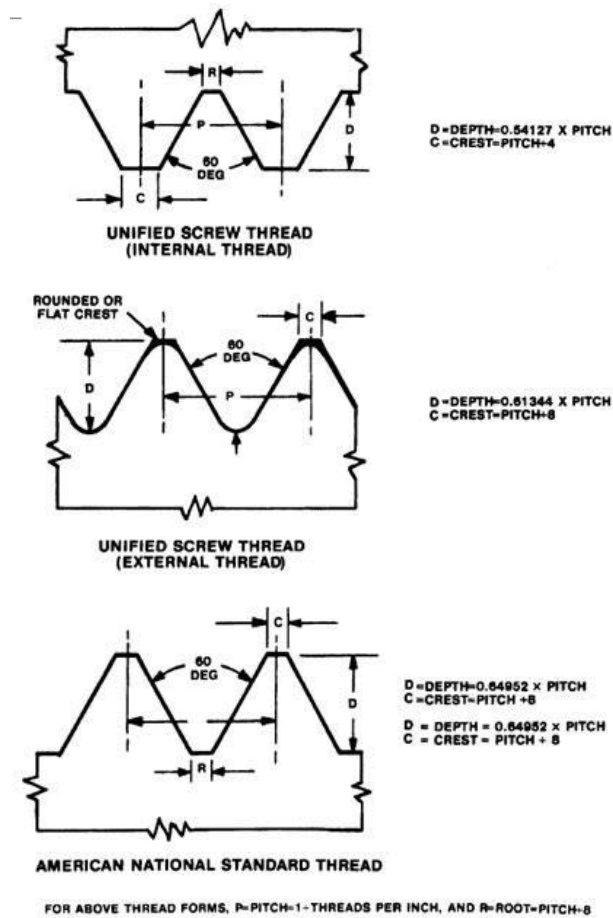 R
P
D
60
DEG
C
D=DEPTH=0.54127 X PITCH
C=CREST=PITCH÷4
UNIFIED SCREW THREAD
(INTERNAL THREAD)
ROUNDED OR
FLAT CREST
C
60
DEG
D
P
D=DEPTH=0.61344 X PITCH
C=CREST=PITCH÷8
UNIFIED SCREW THREAD
(EXTERNAL THREAD)
C
60
DEG
D
R
D=DEPTH=0.64952 × PITCH
C=CREST=PITCH ÷8
D = DEPTH = 0.64952 × PITCH
C = CREST = PITCH ÷ 8
AMERICAN NATIONAL STANDARD THREAD
FOR ABOVE THREAD FORMS, P=PITCH=1÷THREADS PER INCH, AND R=ROOT=PITCH÷8